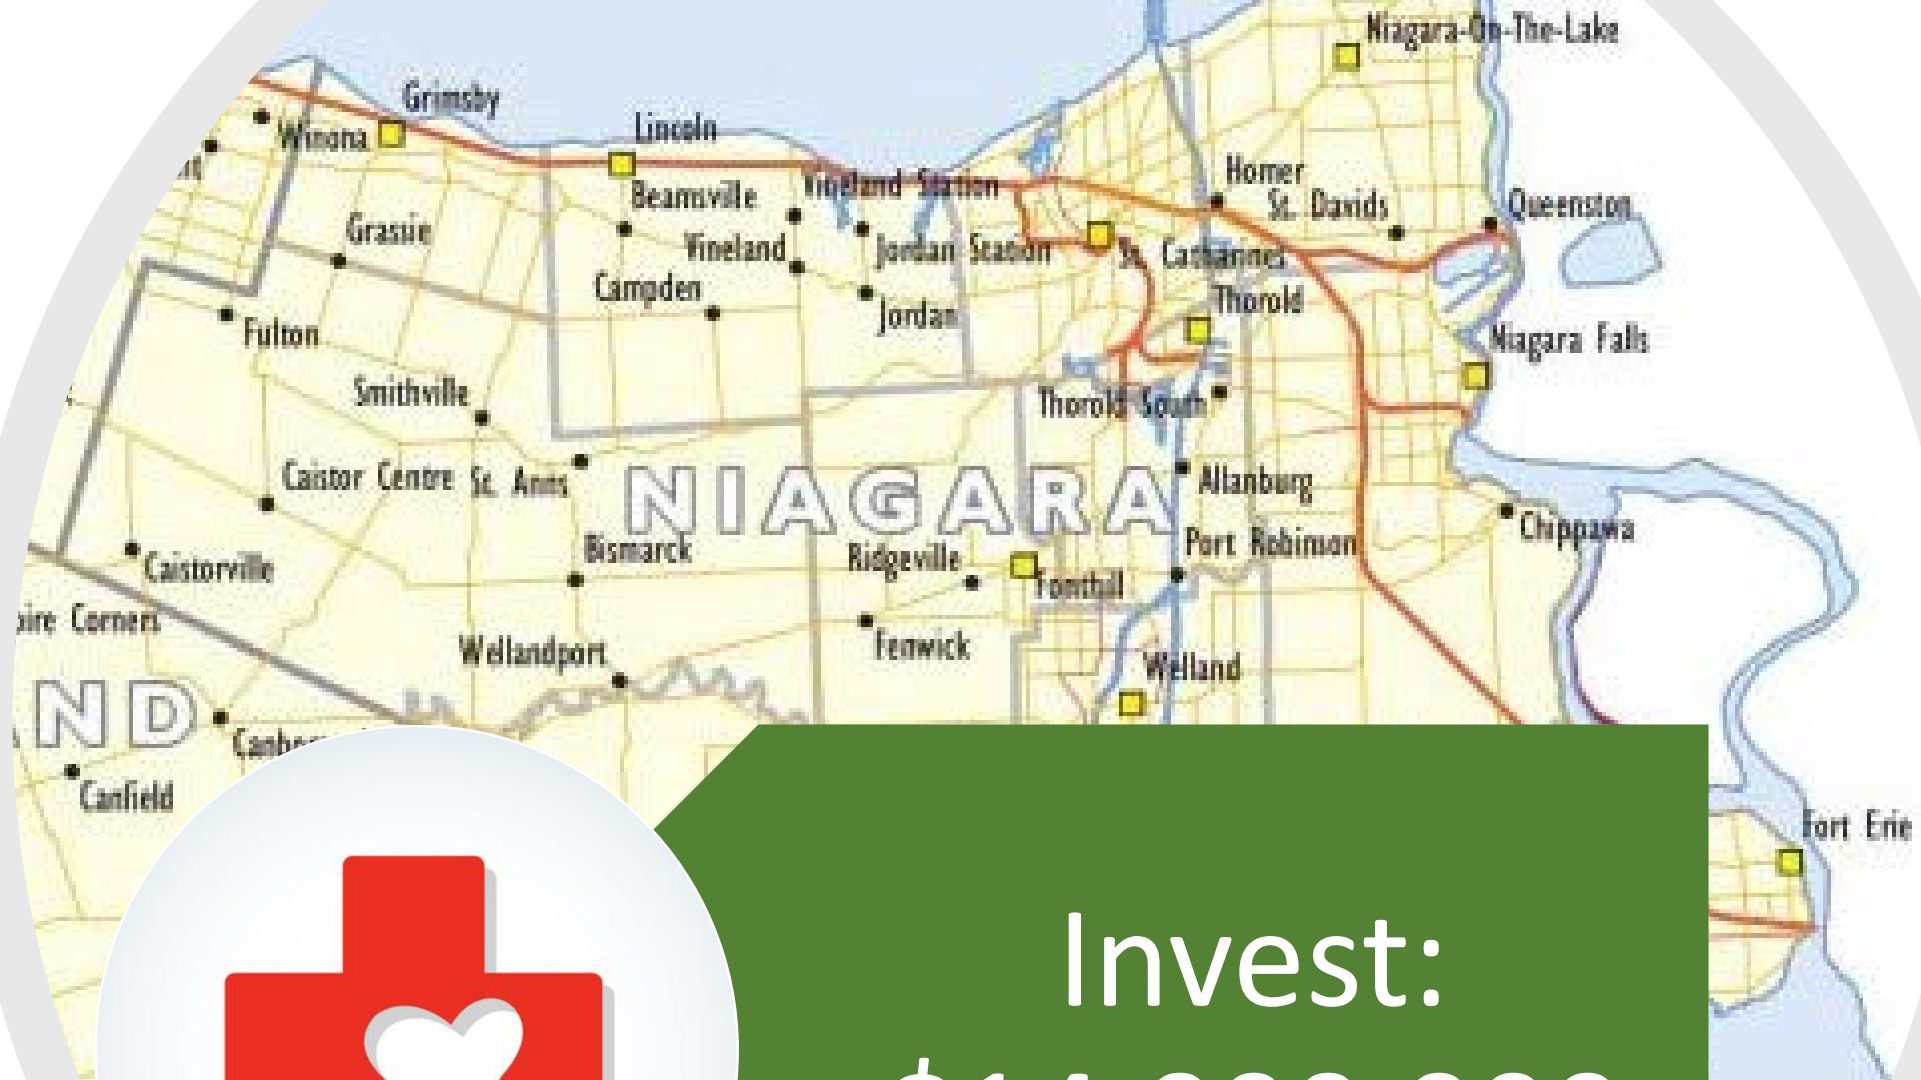 Niagara-On-The-Lake
Grimsby
Winona
Lincoln
Beamsville
Vineland Station
Homer
St. Davids
Queenston
Grassie
Vineland
Jordan Station
St. Catharines
Campden
Jordan
Thorold
Fulton
Niagara Falls
Smithville
Thorold South
Caistor Centre
St. Anns
NIAGARA
Allanburg
Chippawa
Bismarck
Ridgeville
Port Robinson
Caistorville
Fonthill
Corners
Wellandport
Fenwick
Welland
ND
Canfield
Fort Erie
Invest: